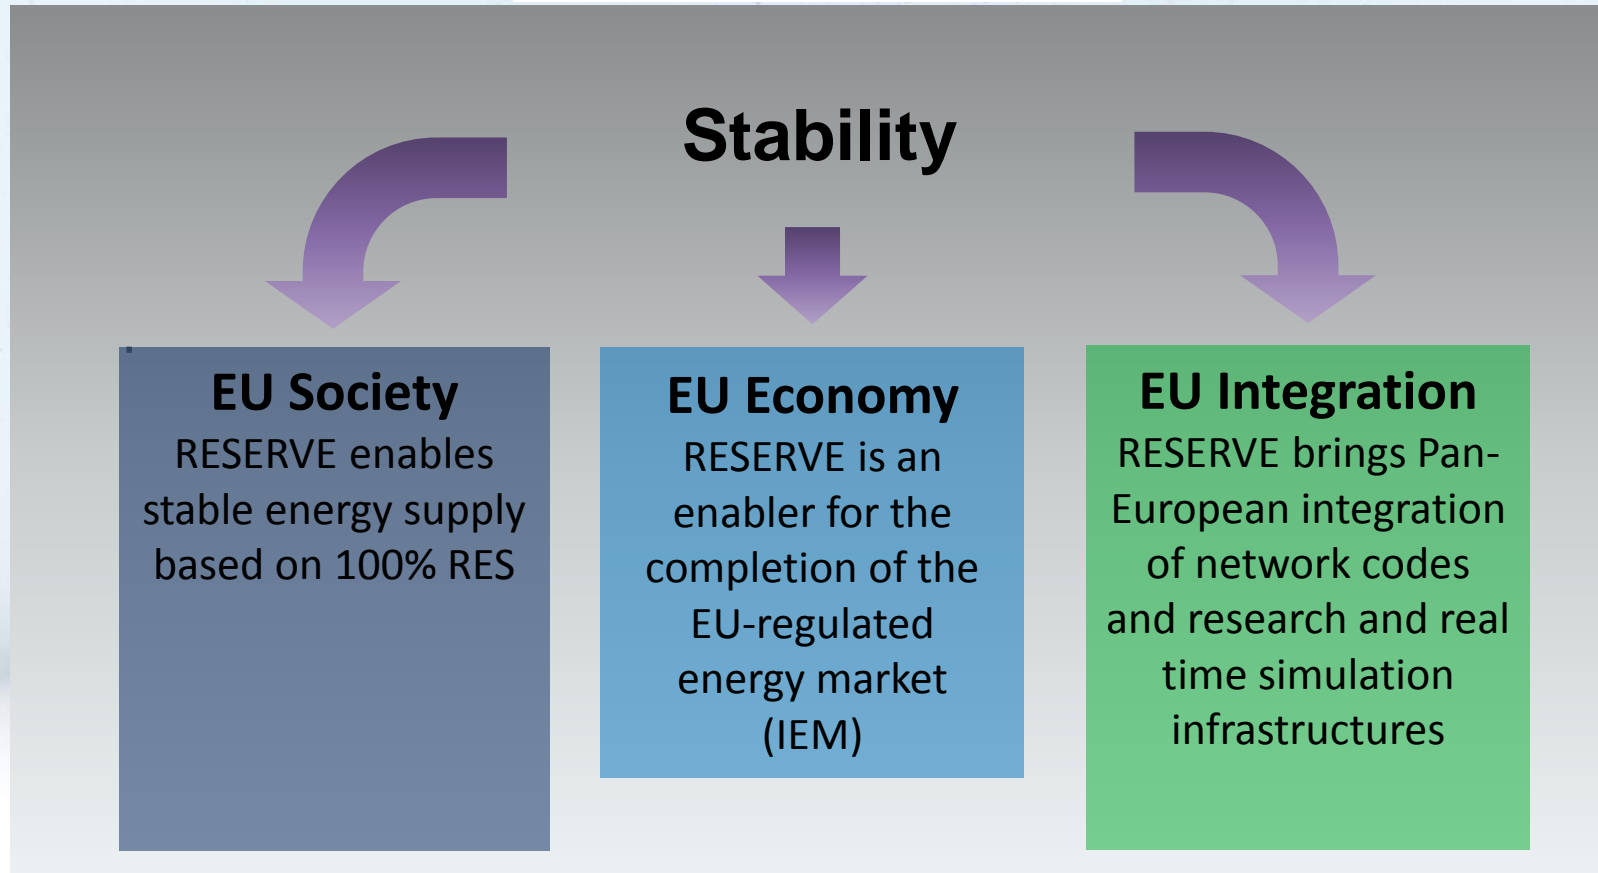 Stability
EU Society
RESERVE enables
stable energy supply
based on 100% RES
EU Economy
RESERVE is an
enabler for the
completion of the
EU-regulated
energy market
(IEM)
EU Integration
RESERVE brings Pan-
European integration
of network codes
and research and real
time simulation
infrastructures